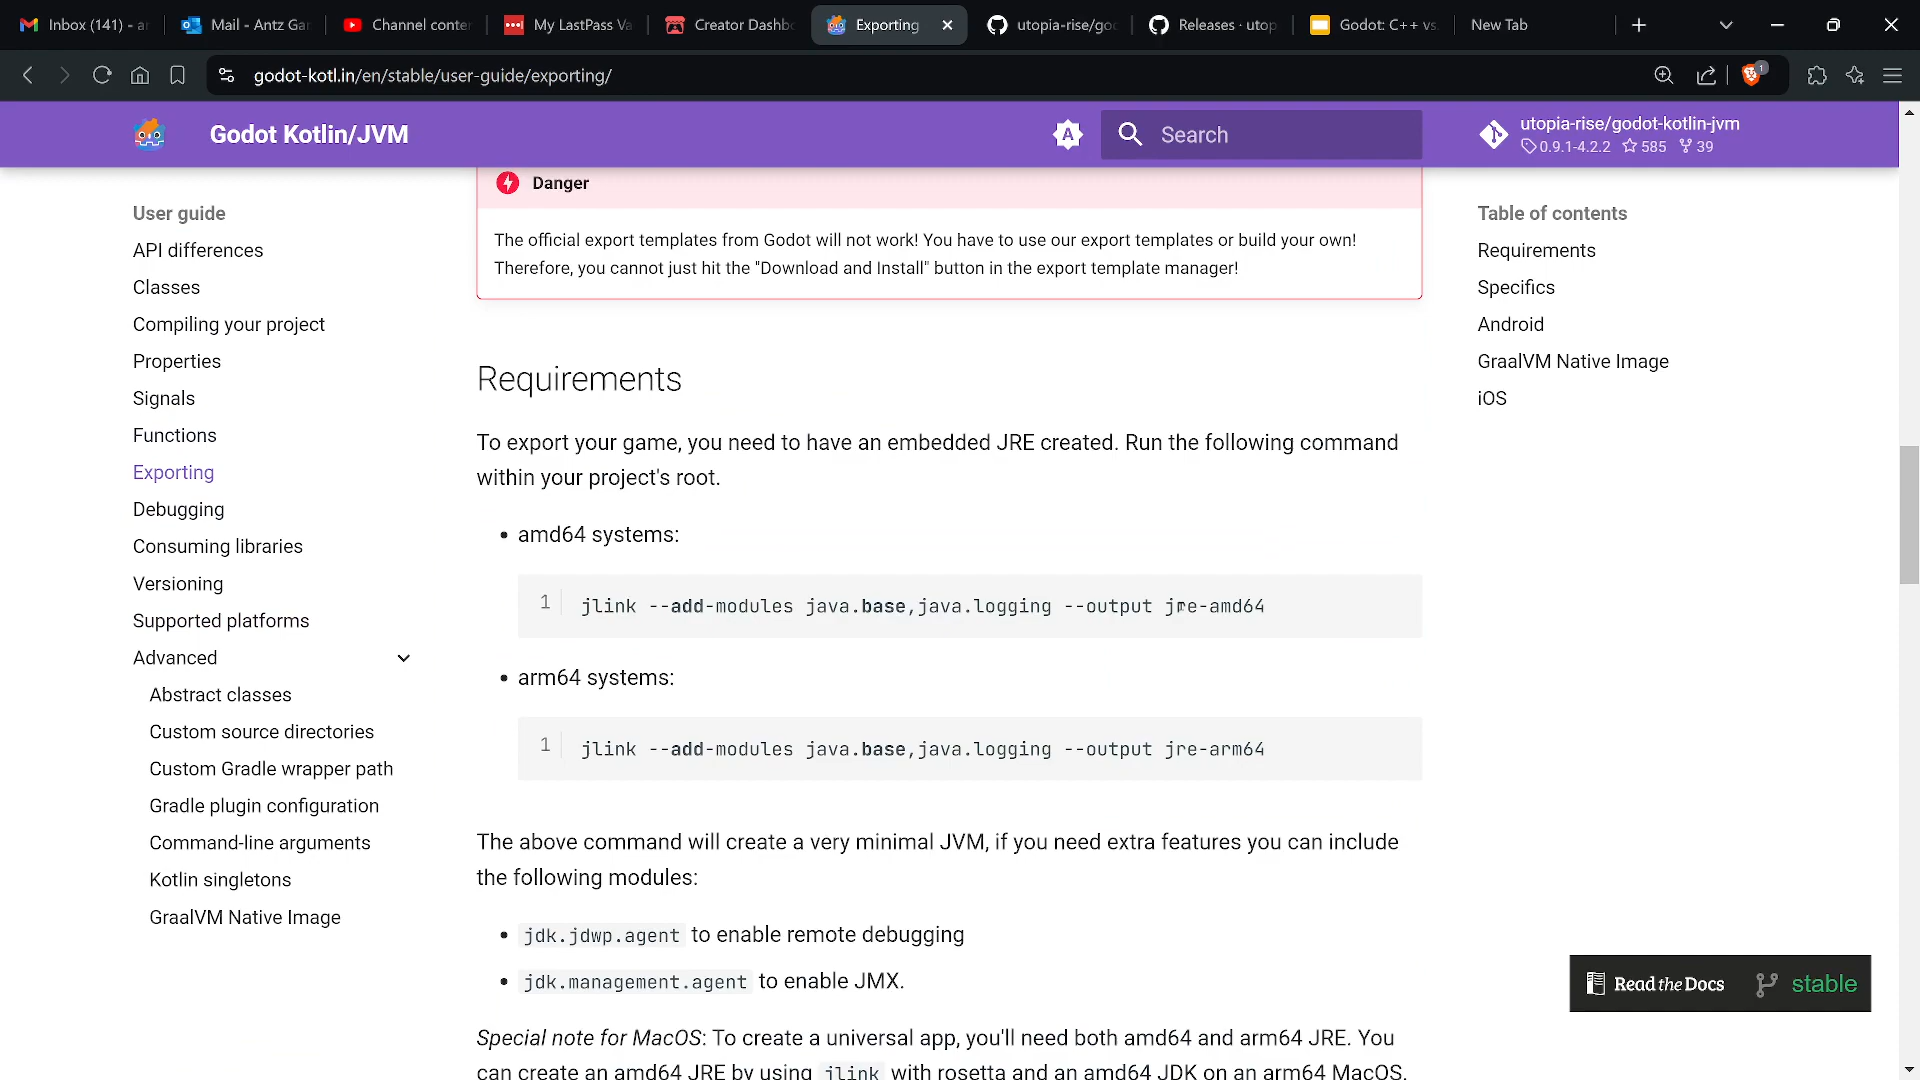 Inbox (141) - ar
Mail - Antz Gar
Channel conter
My LastPass Va
Creator Dashbo
Exporting
utopia-rise/god
Releases · utop
Godot: C++ vs.
New Tab
godot-kotl.in/en/stable/user-guide/exporting/
1
Godot Kotlin/JVM
A
Search
utopia-rise/godot-kotlin-jvm
0.9.1-4.2.2 585 39
User guide
API differences
Classes
Compiling your project
Properties
Signals
Functions
Exporting
Debugging
Consuming libraries
Versioning
Supported platforms
Advanced
Abstract classes
Custom source directories
Custom Gradle wrapper path
Gradle plugin configuration
Command-line arguments
Kotlin singletons
GraalVM Native Image
Danger
The official export templates from Godot will not work! You have to use our export templates or build your own!
Therefore, you cannot just hit the "Download and Install" button in the export template manager!
Requirements
To export your game, you need to have an embedded JRE created. Run the following command
within your project's root.
• amd64 systems:
1 jlink --add-modules java.base,java.logging --output jre-amd64
• arm64 systems:
1 jlink --add-modules java.base,java.logging --output jre-arm64
The above command will create a very minimal JVM, if you need extra features you can include
the following modules:
• jdk.jdwp.agent to enable remote debugging
• jdk.management.agent to enable JMX.
Special note for MacOS: To create a universal app, you'll need both amd64 and arm64 JRE. You
can create an amd64 JRE by using jlink with rosetta and an amd64 JDK on an arm64 MacOS.
Table of contents
Requirements
Specifics
Android
GraalVM Native Image
iOS
Read the Docs stable